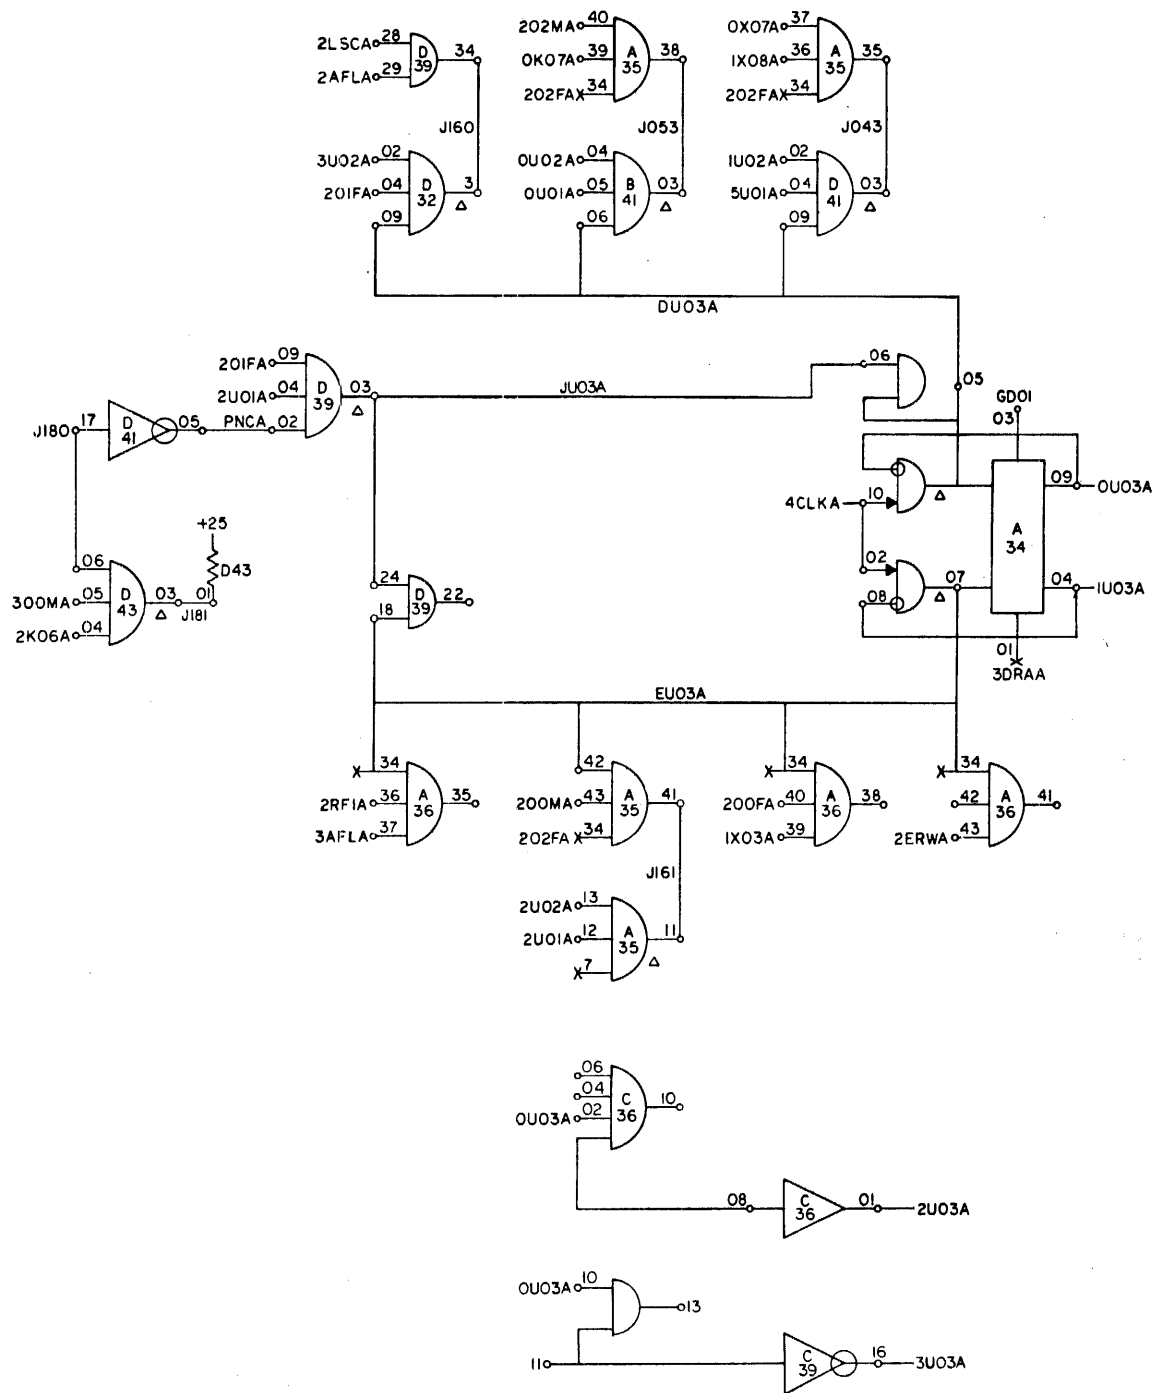 2LSCA 28 D 39 34
2AFLA 29
J160
3U02A 02 D 32 3
201FA 04
09
202MA 40 A 35 38
0K07A 39
202FA 34
J053
0U02A 04 B 41 03
0U01A 05
06
0X07A 37 A 35 35
1X08A 36
202FA 34
J043
1U02A 02 D 41 03
5U01A 04
09
DU03A
201FA 09 D 39 03
2U01A 04
PNCA 02
JU03A
06
05
J180 17 D 41 05
06 D 43 03
300MA 05
2K06A 04
J181
01
+25
D43
GD01
03
4CLKA 10
02
08
07
A 34
09 0U03A
04 1U03A
01
3DRAA
24 D 39 22
18
EU03A
X 34 A 36 35
2RF1A 36
3AFLA 37
42 A 35 41
200MA 43
202FA X 34
J161
2U02A 13 A 35 11
2U01A 12
X 7
X 34 A 36 38
200FA 40
1X03A 39
X 34 A 36 41
42
2ERWA 43
06 C 36 10
04
0U03A 02
08 C 36 01 2U03A
0U03A 10 13
11 C 39 16 3U03A